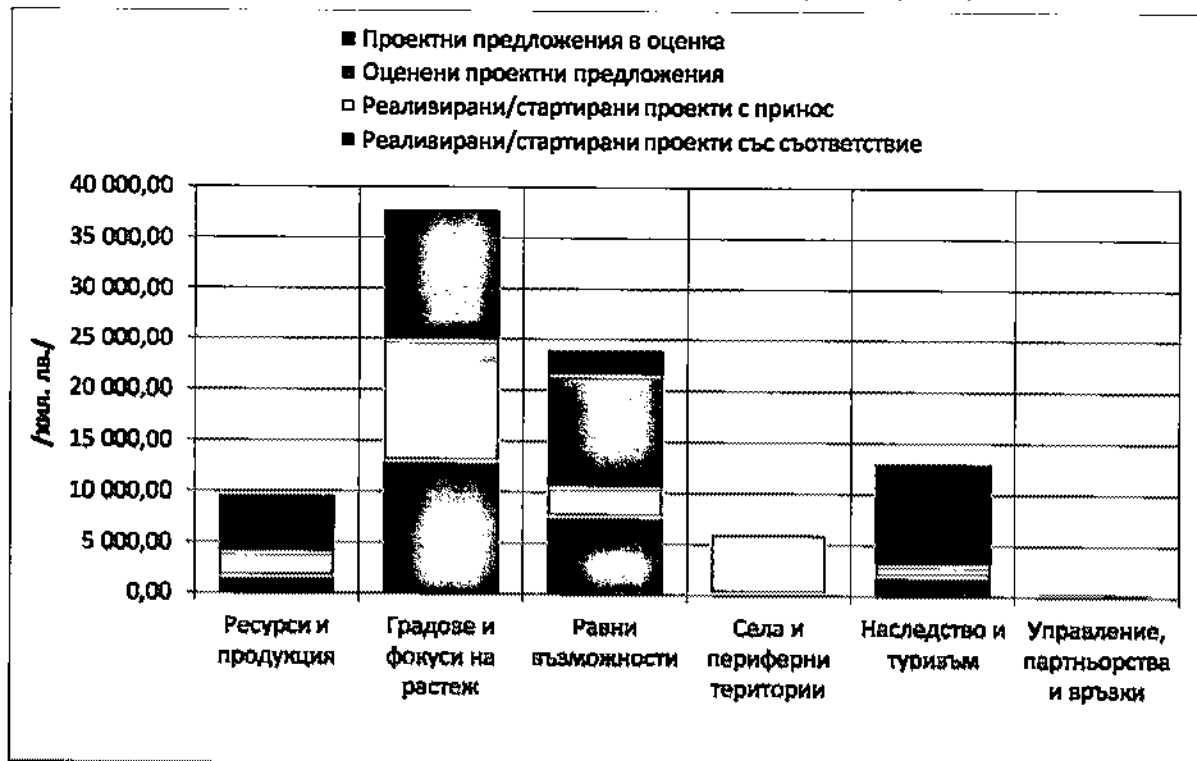 ■ Проектни предложения в оценка
■ Оценени проектни предложения
□ Реализирани/стартирани проекти с принос
■ Реализирани/стартирани проекти със съответствие
/хил. лв./
40 000,00
35 000,00
30 000,00
25 000,00
20 000,00
15 000,00
10 000,00
5 000,00
0,00
Ресурси и
продукция
Градове и
фокуси на
растеж
Равни
възможности
Села и
периферни
територии
Наследство и
туризъм
Управление,
партньорства
и връзки